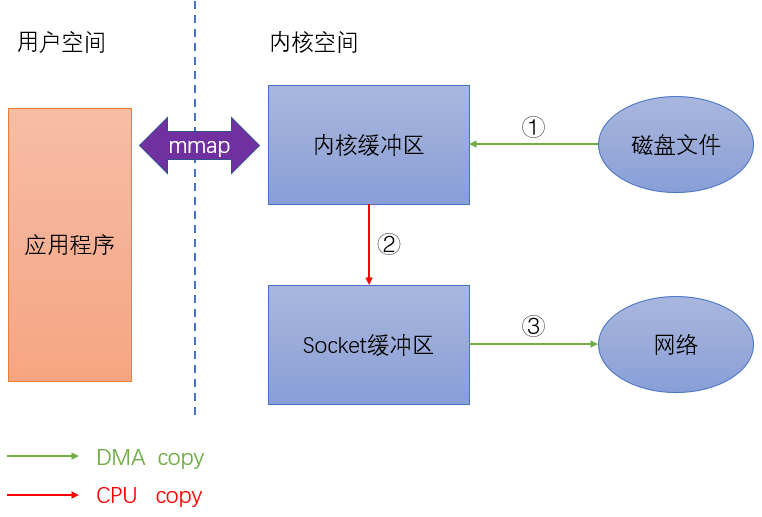 用户空间
内核空间
mmap
内核缓冲区
①
磁盘文件
应用程序
②
Socket缓冲区
③
网络
DMA copy
CPU copy